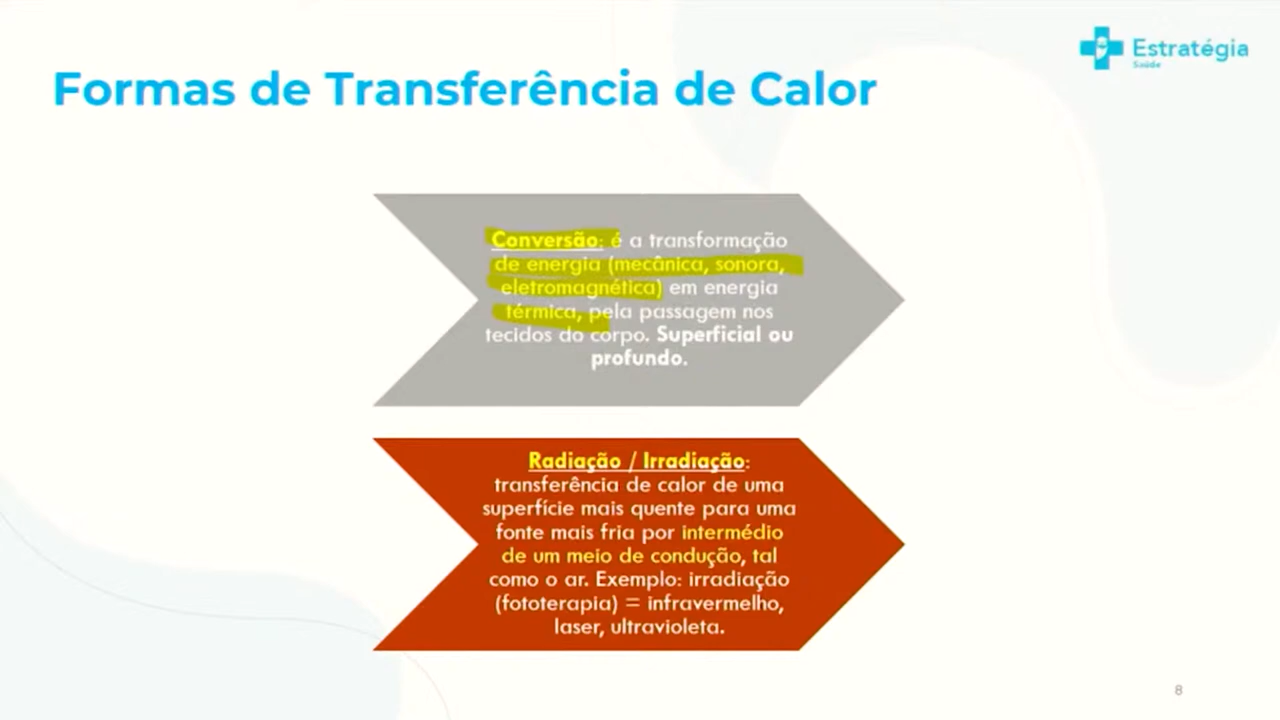 Estratégia
Saúde
Formas de Transferência de Calor
Conversão: é a transformação
de energia (mecânica, sonora,
eletromagnética) em energia
térmica, pela passagem nos
tecidos do corpo. Superficial ou
profundo.
Radiação / Irradiação:
transferência de calor de uma
superfície mais quente para uma
fonte mais fria por intermédio
de um meio de condução, tal
como o ar. Exemplo: irradiação
(fototerapia) = infravermelho,
laser, ultravioleta.
8